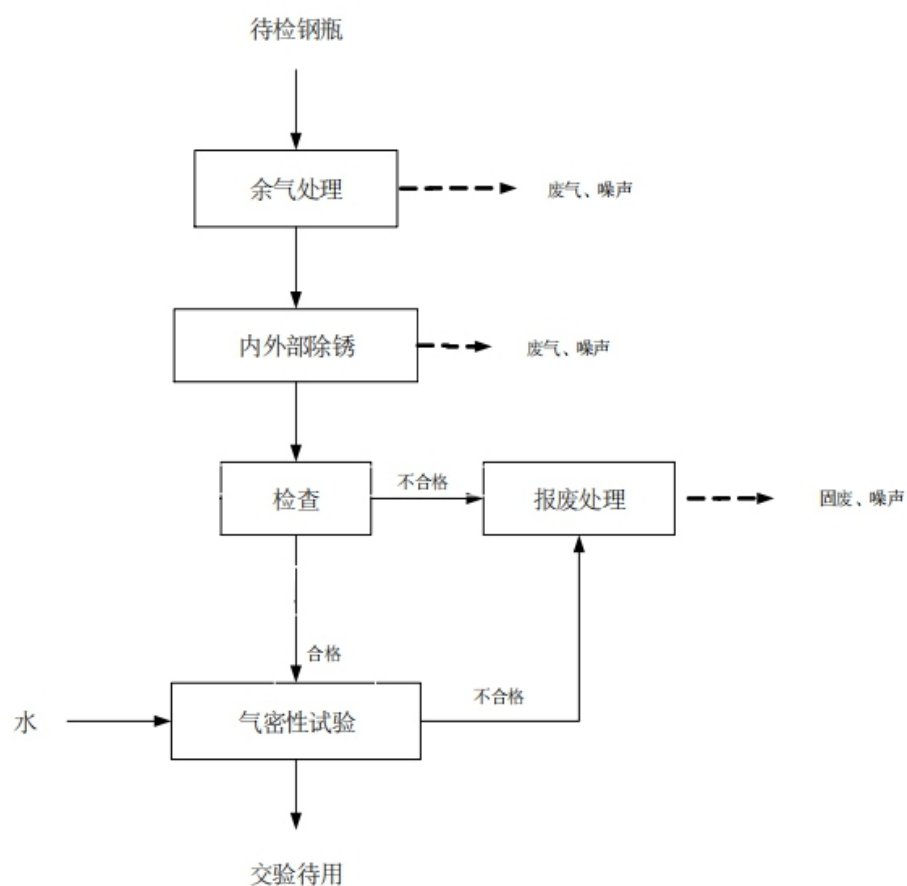 待检钢瓶
余气处理
废气、噪声
内外部除锈
废气、噪声
检查
不合格
报废处理
固废、噪声
合格
水
气密性试验
不合格
交验待用